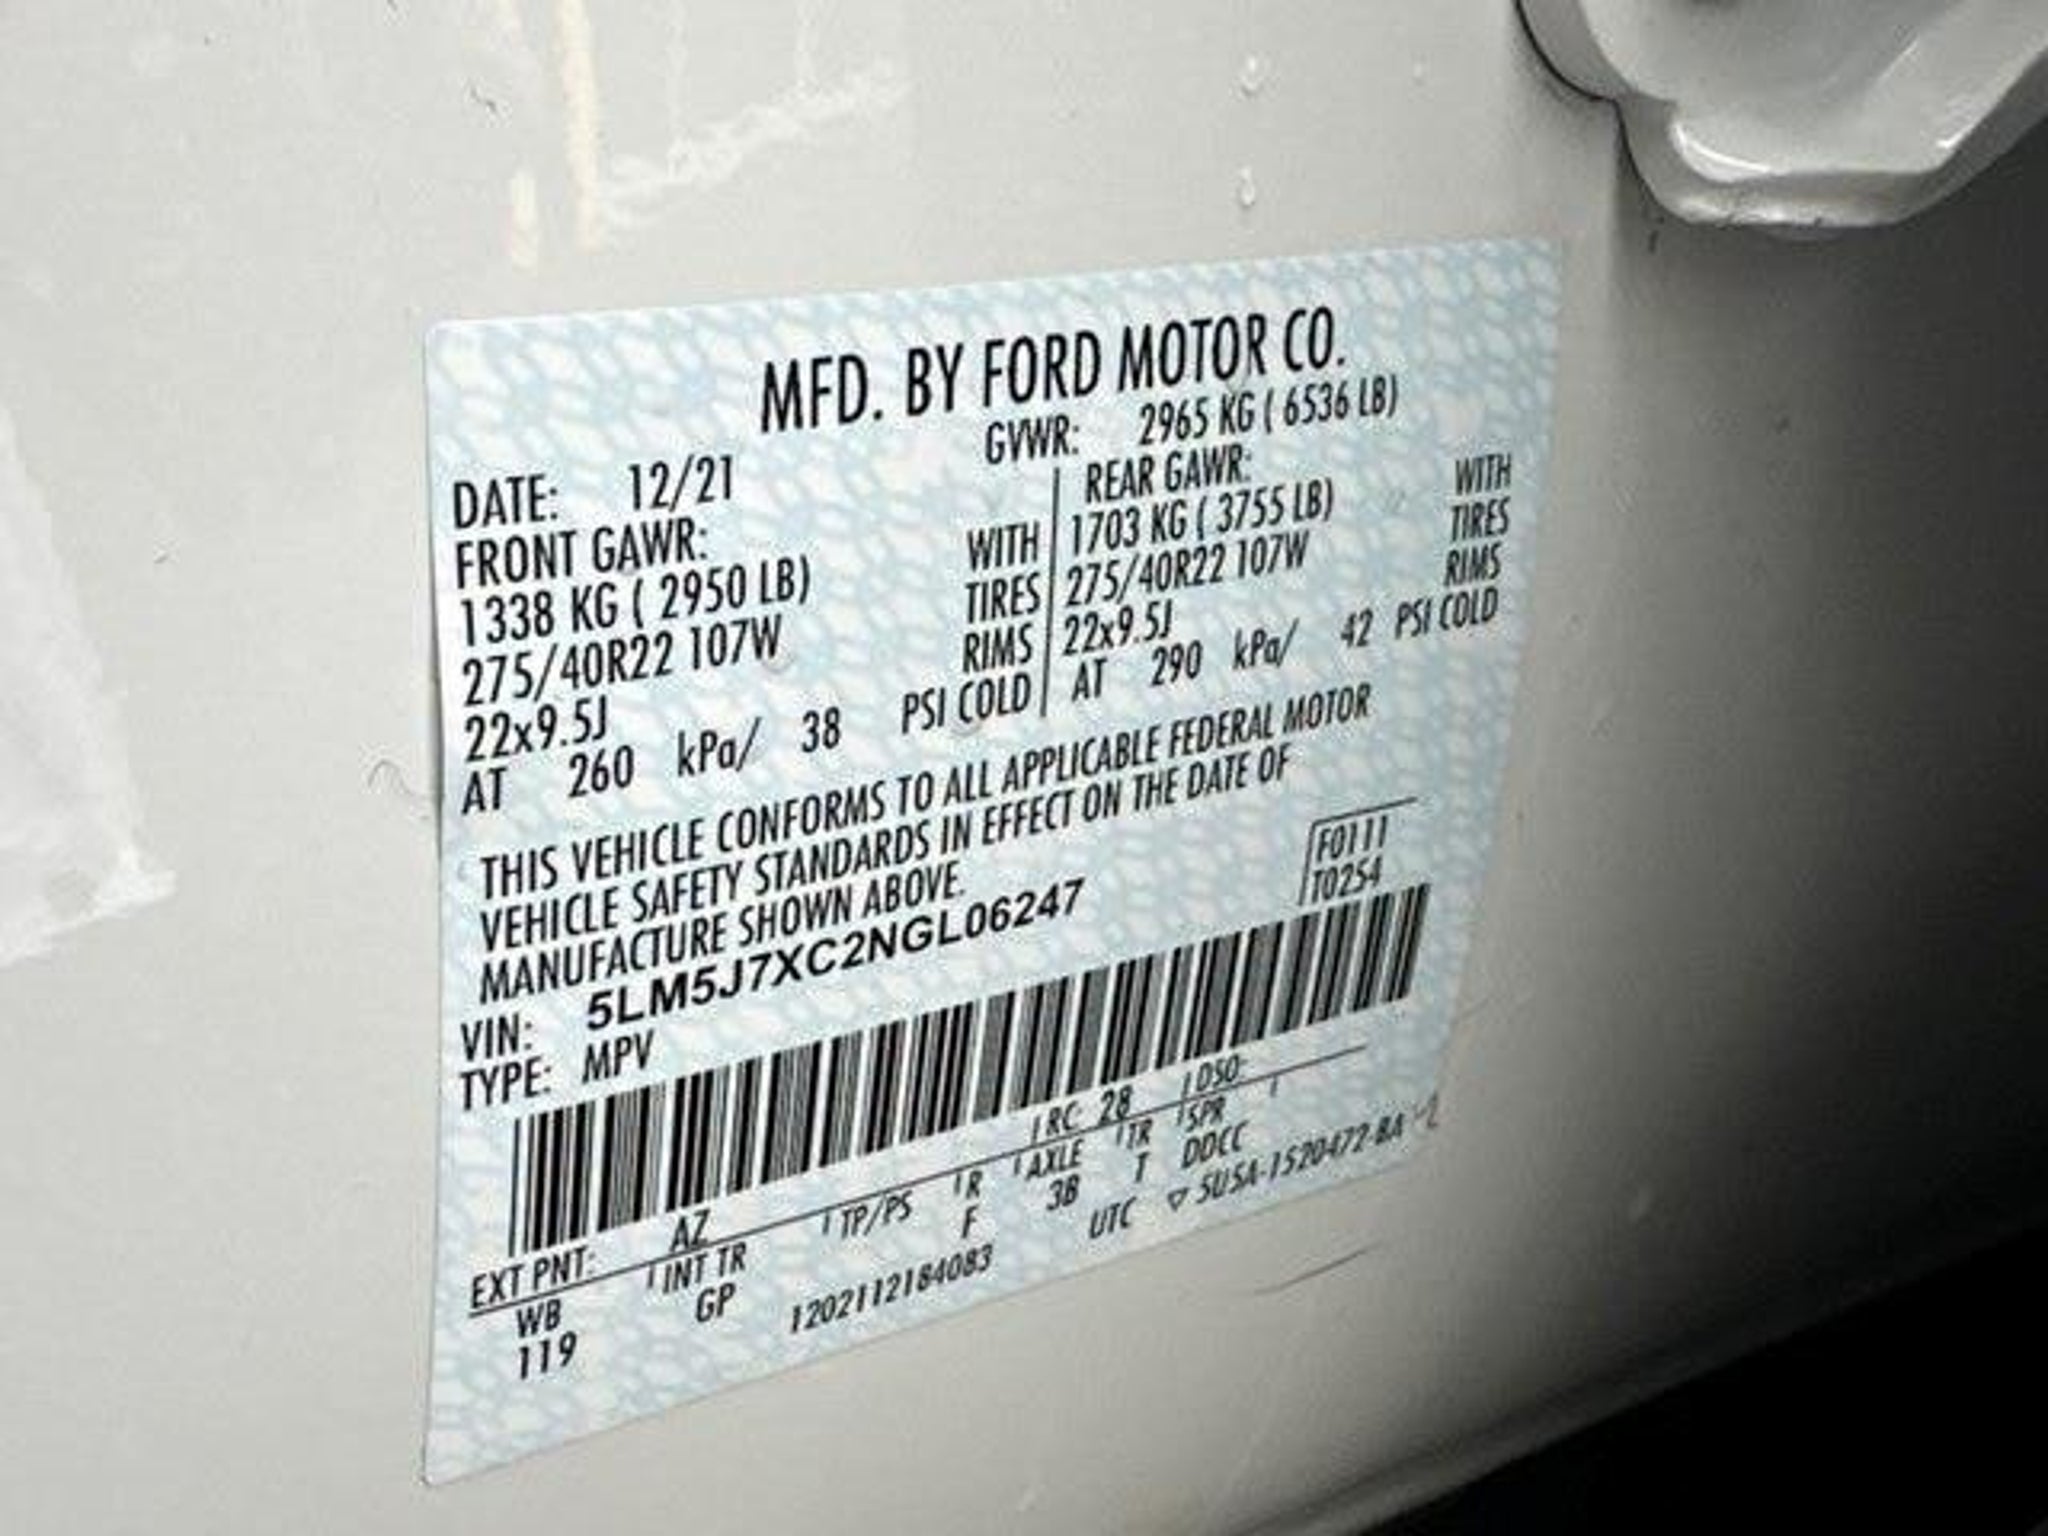 MFD. BY FORD MOTOR CO.
DATE: 12/21 GVWR: 2965 KG ( 6536 LB)
FRONT GAWR:
1338 KG ( 2950 LB) WITH
275/40R22 107W TIRES
22x9.5J RIMS
AT 260 kPa/ 38 PSI COLD
REAR GAWR:
1703 KG ( 3755 LB) WITH
275/40R22 107W TIRES
22x9.5J RIMS
AT 290 kPa/ 42 PSI COLD
THIS VEHICLE CONFORMS TO ALL APPLICABLE FEDERAL MOTOR
VEHICLE SAFETY STANDARDS IN EFFECT ON THE DATE OF
MANUFACTURE SHOWN ABOVE.
F0111
T0254
VIN: 5LM5J7XC2NGL06247
TYPE: MPV
EXT PNT: AZ RC: 28 DSO:
WB INT TR TP/PS R AXLE TR SPR
119 GP F 3B T DDCC
1202112184083 UTC ▽ 5U5A-1520472-BA